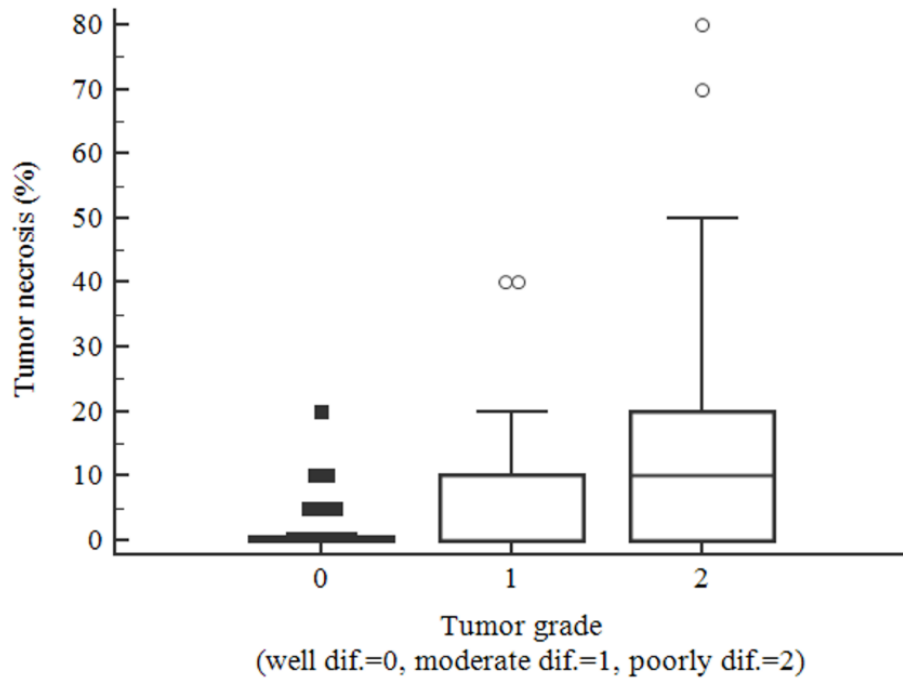 Tumor necrosis (%)
80
70
60
50
40
30
20
10
0
0 1 2
Tumor grade
(well dif.=0, moderate dif.=1, poorly dif.=2)